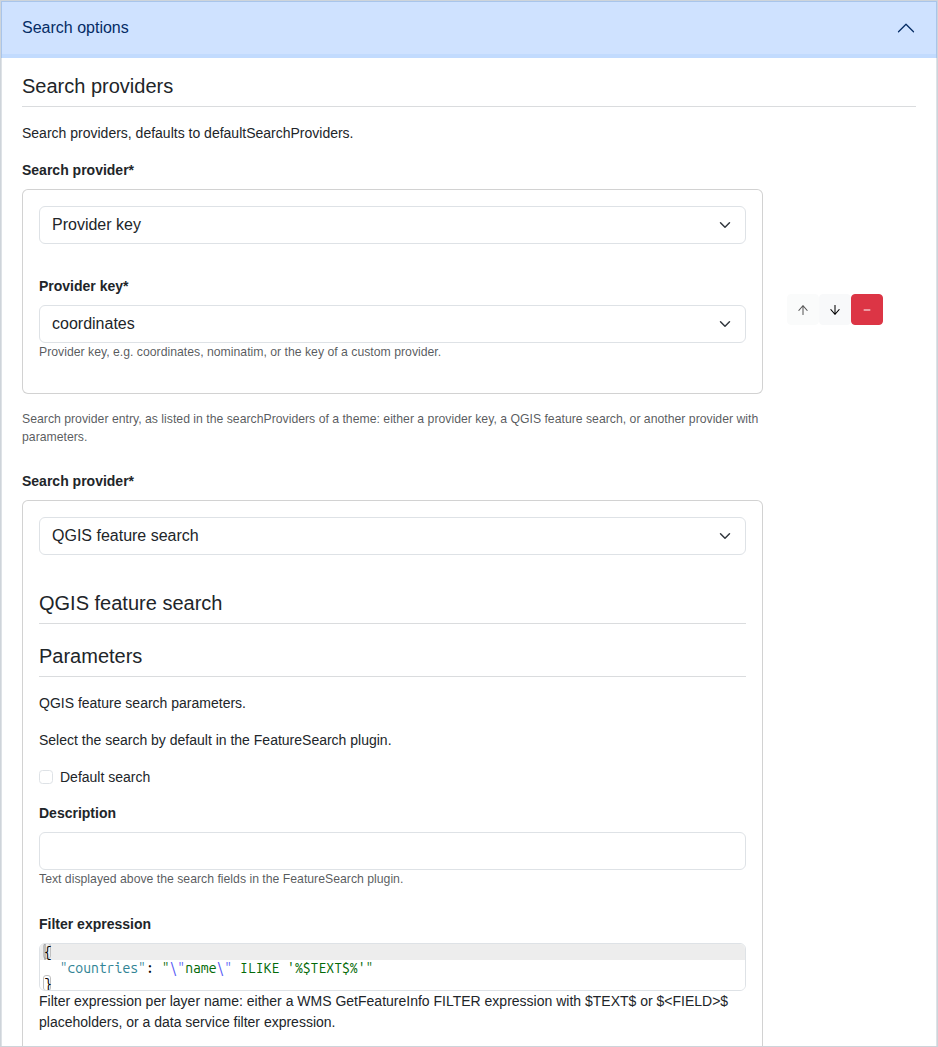 Search options
Search providers
Search providers, defaults to defaultSearchProviders.
Search provider*
Provider key
Provider key*
coordinates
Provider key, e.g. coordinates, nominatim, or the key of a custom provider.
Search provider entry, as listed in the searchProviders of a theme: either a provider key, a QGIS feature search, or another provider with
parameters.
Search provider*
QGIS feature search
QGIS feature search
Parameters
QGIS feature search parameters.
Select the search by default in the FeatureSearch plugin.
Default search
Description
Text displayed above the search fields in the FeatureSearch plugin.
Filter expression
{
"countries": "\"name\" ILIKE '%$TEXT$%'"
}
Filter expression per layer name: either a WMS GetFeatureInfo FILTER expression with $TEXT$ or $<FIELD>$
placeholders, or a data service filter expression.